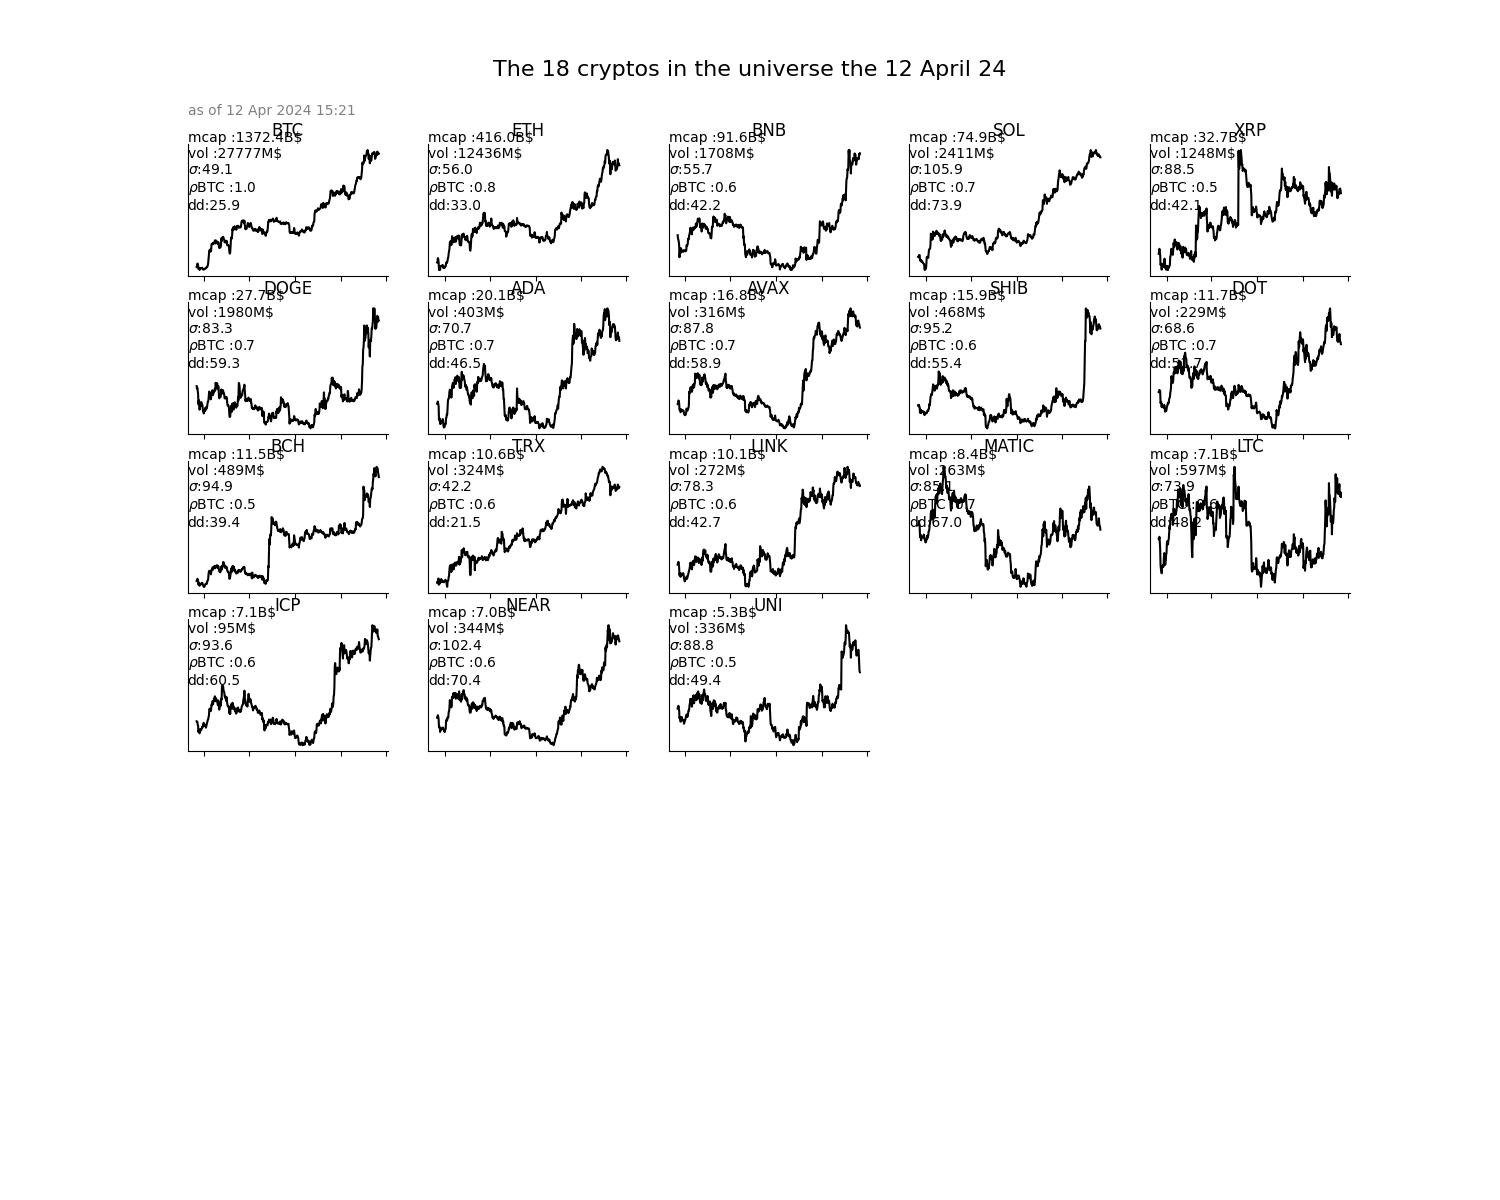 The 18 cryptos in the universe the 12 April 24
as of 12 Apr 2024 15:21
BTC
mcap :1372.4B$
vol :27777M$
σ:49.1
ρBTC :1.0
dd:25.9
ETH
mcap :416.0B$
vol :12436M$
σ:56.0
ρBTC :0.8
dd:33.0
BNB
mcap :91.6B$
vol :1708M$
σ:55.7
ρBTC :0.6
dd:42.2
SOL
mcap :74.9B$
vol :2411M$
σ:105.9
ρBTC :0.7
dd:73.9
XRP
mcap :32.7B$
vol :1248M$
σ:88.5
ρBTC :0.5
dd:42.1
DOGE
mcap :27.7B$
vol :1980M$
σ:83.3
ρBTC :0.7
dd:59.3
ADA
mcap :20.1B$
vol :403M$
σ:70.7
ρBTC :0.7
dd:46.5
AVAX
mcap :16.8B$
vol :316M$
σ:87.8
ρBTC :0.7
dd:58.9
SHIB
mcap :15.9B$
vol :468M$
σ:95.2
ρBTC :0.6
dd:55.4
DOT
mcap :11.7B$
vol :229M$
σ:68.6
ρBTC :0.7
BCH
mcap :11.5B$
vol :489M$
σ:94.9
ρBTC :0.5
dd:39.4
TRX
mcap :10.6B$
vol :324M$
σ:42.2
ρBTC :0.6
dd:21.5
LINK
mcap :10.1B$
vol :272M$
σ:78.3
ρBTC :0.6
dd:42.7
MATIC
mcap :8.4B$
vol :263M$
ρBTC :0.7
dd:67.0
LTC
mcap :7.1B$
vol :597M$
σ:73.9
ρBTC :0.6
dd:48.2
ICP
mcap :7.1B$
vol :95M$
σ:93.6
ρBTC :0.6
dd:60.5
NEAR
mcap :7.0B$
vol :344M$
σ:102.4
ρBTC :0.6
dd:70.4
UNI
mcap :5.3B$
vol :336M$
σ:88.8
ρBTC :0.5
dd:49.4